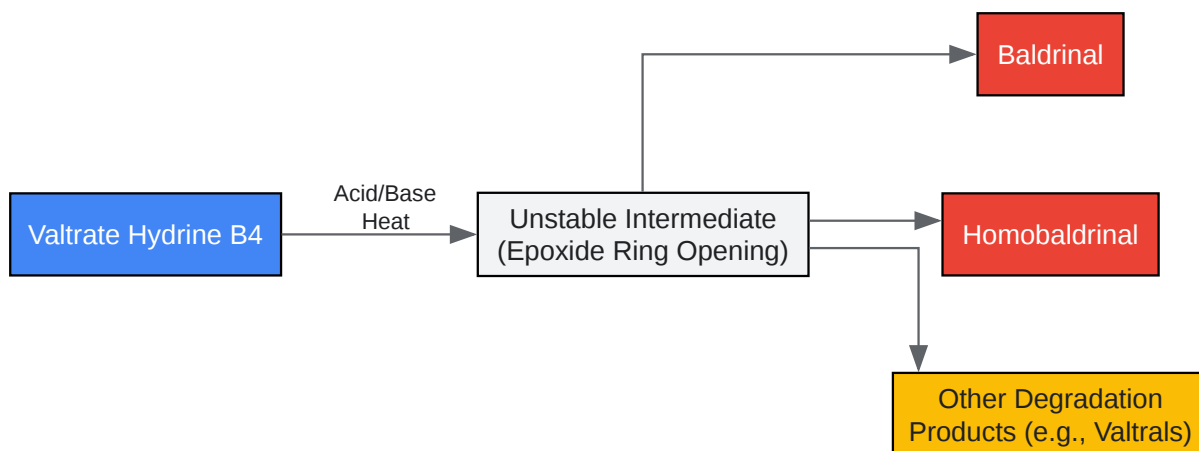 Baldrinal
Valtrate Hydrine B4
Acid/Base
Heat
Unstable Intermediate
(Epoxide Ring Opening)
Homobaldrinal
Other Degradation
Products (e.g., Valtrals)